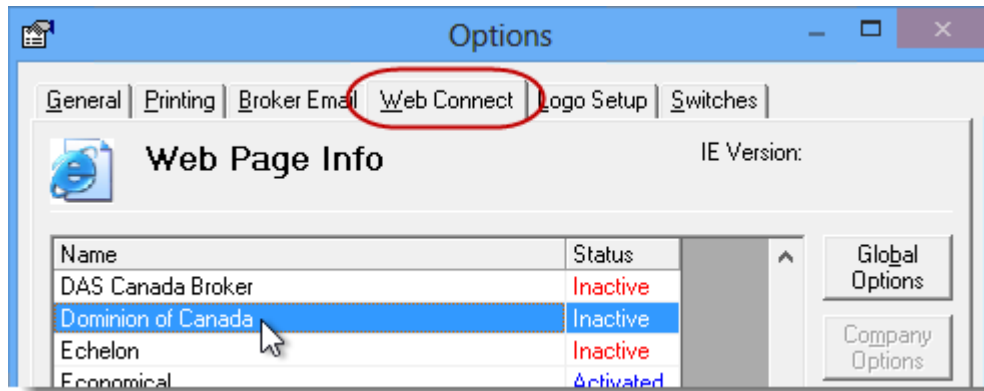 Options
General Printing Broker Email Web Connect Logo Setup Switches
Web Page Info
IE Version:
Name Status
DAS Canada Broker Inactive
Dominion of Canada Inactive
Echelon Inactive
Economical Activated
Global Options
Company Options